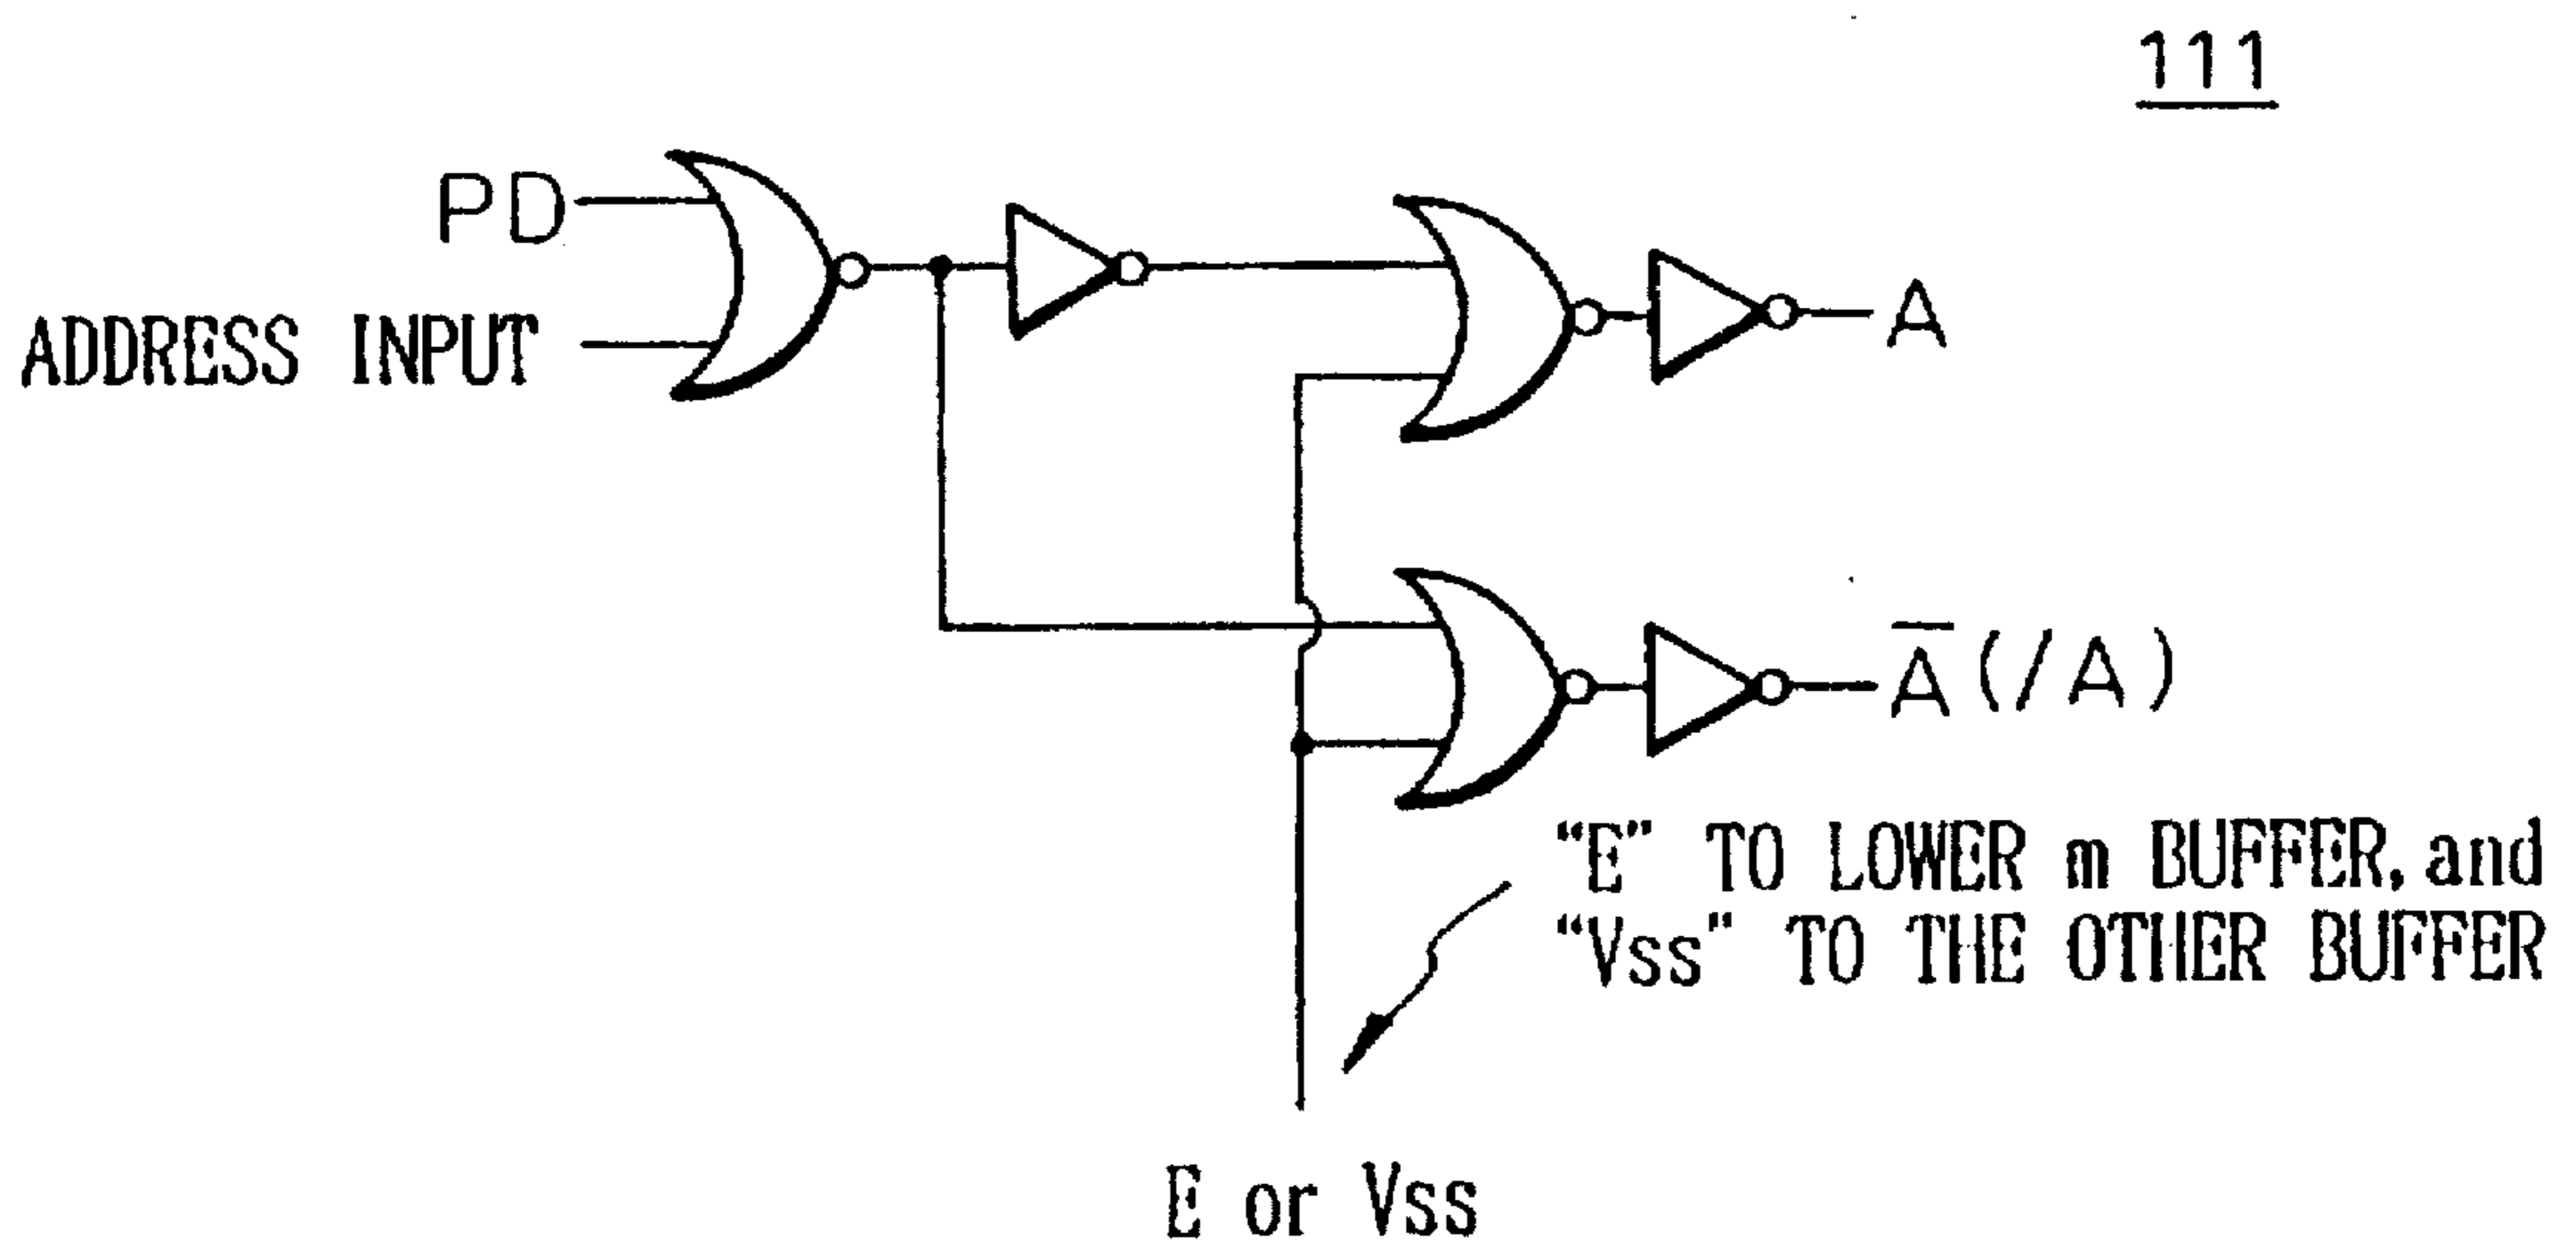 111
PD
ADDRESS INPUT
A
A̅(/A)
“E” TO LOWER m BUFFER, and
“Vss” TO THE OTHER BUFFER
E or Vss